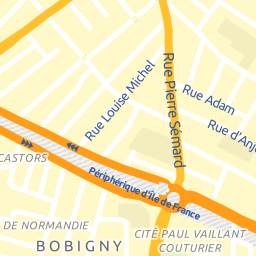 Rue Louise Michel
Rue Pierre Sémard
Rue Adam
Rue d'Anj
CASTORS
Périphérique d'Île de France
DE NORMANDIE
BOBIGNY
CITÉ PAUL VAILLANT
COUTURIER